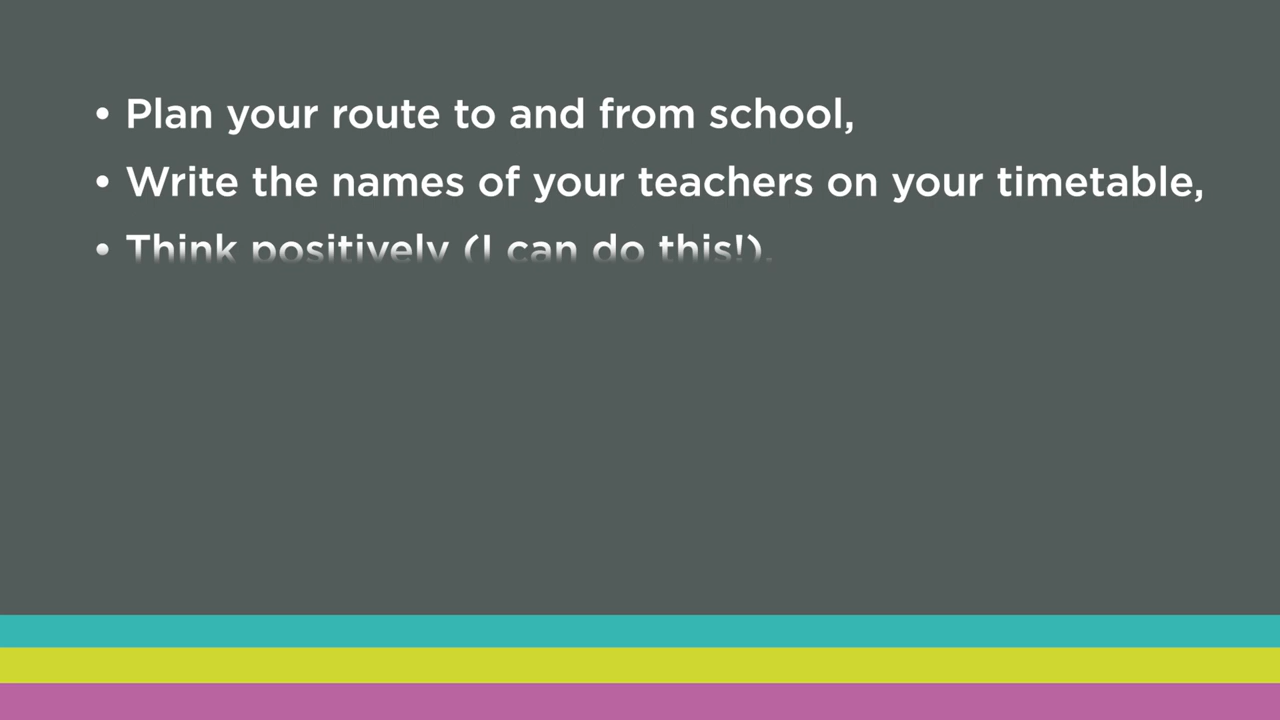 • Plan your route to and from school,
• Write the names of your teachers on your timetable,
• Think positively (I can do this!),